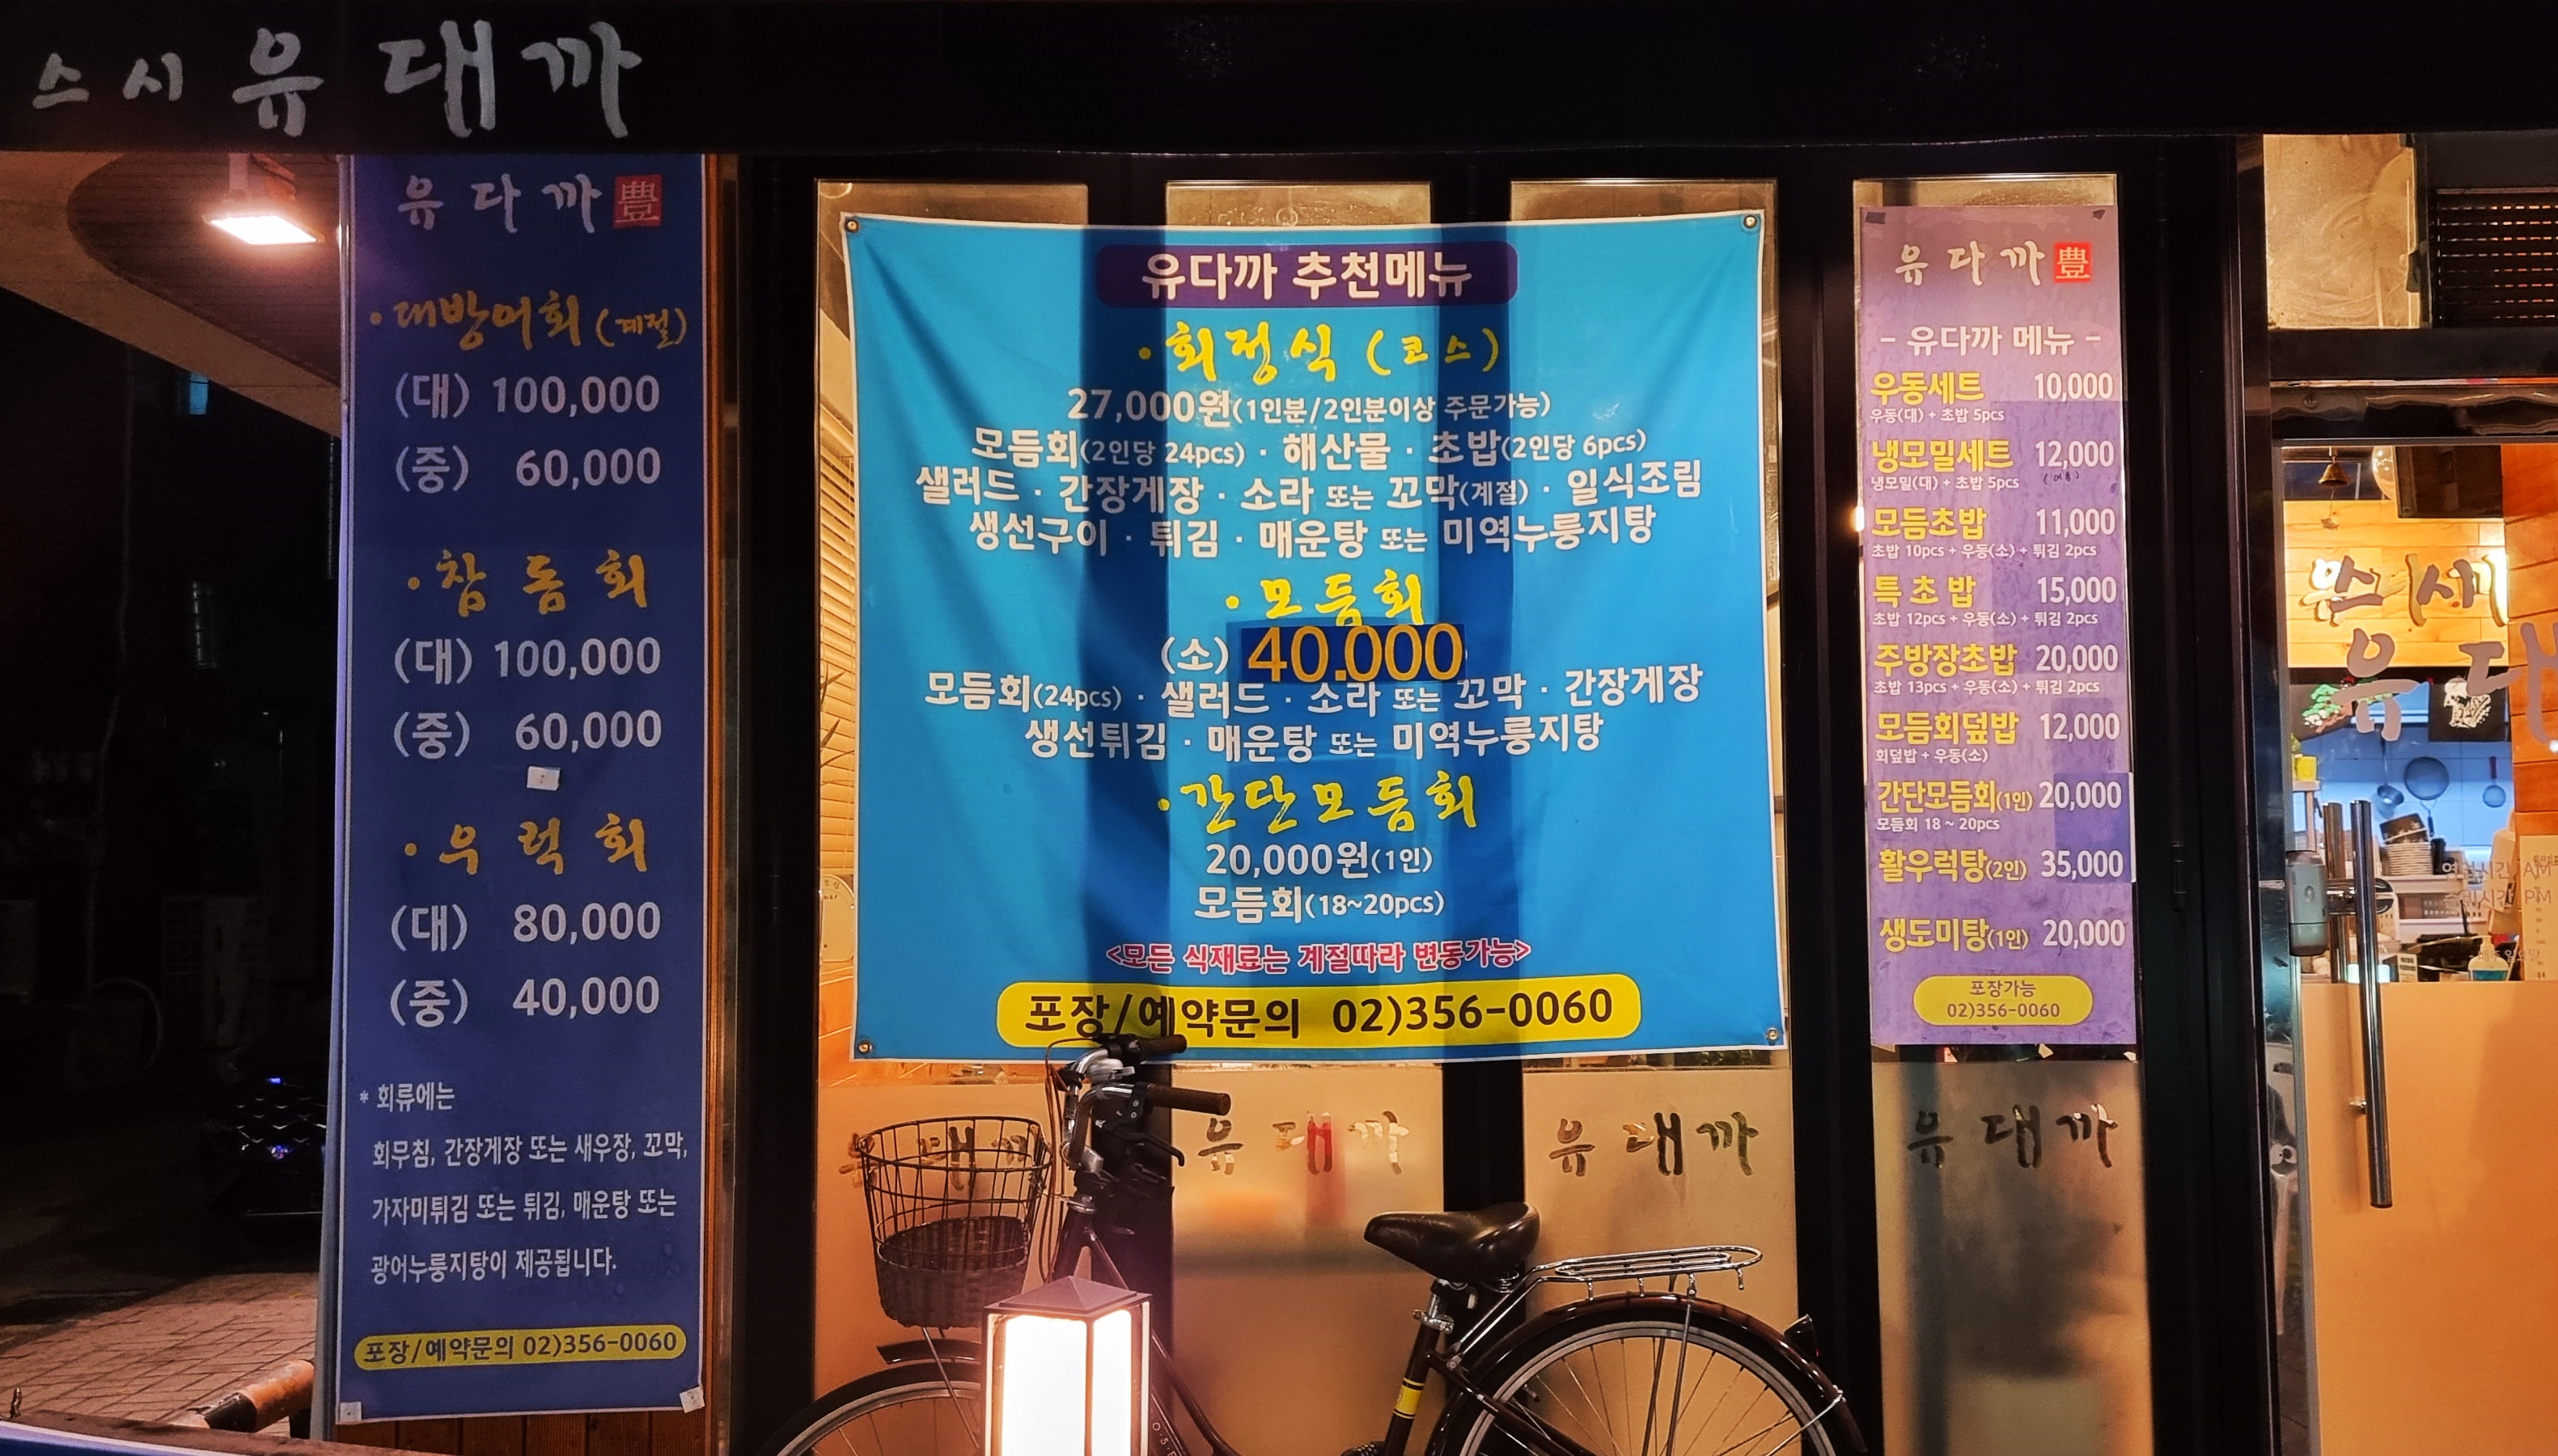 스시 유대까
유다까 豊
· 대방어회 (계절)
(대) 100,000
(중) 60,000
· 참돔회
(대) 100,000
(중) 60,000
· 우럭회
(대) 80,000
(중) 40,000
* 회류에는
회무침, 간장게장 또는 새우장, 꼬막,
가자미튀김 또는 튀김, 매운탕 또는
광어누룽지탕이 제공됩니다.
포장/예약문의 02)356-0060
유다까 추천메뉴
· 회정식 (코스)
27,000원(1인분/2인분이상 주문가능)
모듬회(2인당 24pcs) · 해산물 · 초밥(2인당 6pcs)
샐러드 · 간장게장 · 소라 또는 꼬막(계절) · 일식조림
생선구이 · 튀김 · 매운탕 또는 미역누룽지탕
· 모듬회
(소) 40.000
모듬회(24pcs) · 샐러드 · 소라 또는 꼬막 · 간장게장
생선튀김 · 매운탕 또는 미역누룽지탕
· 간단모듬회
20,000원(1인)
모듬회(18~20pcs)
<모든 식재료는 계절따라 변동가능>
포장/예약문의 02)356-0060
유다까 豊
- 유다까 메뉴 -
우동세트 10,000
우동(대) + 초밥 5pcs
냉모밀세트 12,000
냉모밀(대) + 초밥 5pcs
모듬초밥 11,000
초밥 10pcs + 우동(소) + 튀김 2pcs
특초밥 15,000
초밥 12pcs + 우동(소) + 튀김 2pcs
주방장초밥 20,000
초밥 13pcs + 우동(소) + 튀김 2pcs
모듬회덮밥 12,000
회덮밥 + 우동(소)
간단모듬회(1인) 20,000
모듬회 18 ~ 20pcs
활우럭탕(2인) 35,000
생도미탕(1인) 20,000
포장가능
02)356-0060
유대까
유대까
유대까
유대까